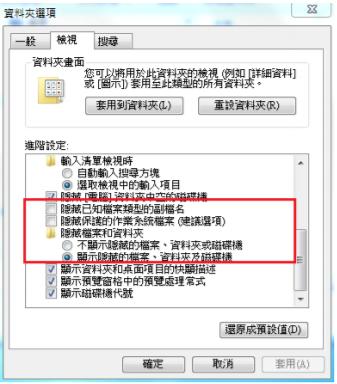 資料夾選項
一般
檢視
搜尋
資料夾畫面
您可以將用於此資料夾的檢視 (例如 [詳細資料]
或 [圖示]) 套用至此類型的所有資料夾。
套用到資料夾(L)
重設資料夾(R)
進階設定:
輸入清單檢視時
自動輸入搜尋方塊
選取檢視中的輸入項目
隱藏 [電腦] 資料夾中空的磁碟機
隱藏已知檔案類型的副檔名
隱藏保護的作業系統檔案 (建議選項)
隱藏檔案和資料夾
不顯示隱藏的檔案、資料夾或磁碟機
顯示隱藏的檔案、資料夾及磁碟機
顯示資料夾和桌面項目的快顯描述
顯示預覽窗格中的預覽處理常式
顯示磁碟機代號
還原成預設值(D)
確定
取消
套用(A)